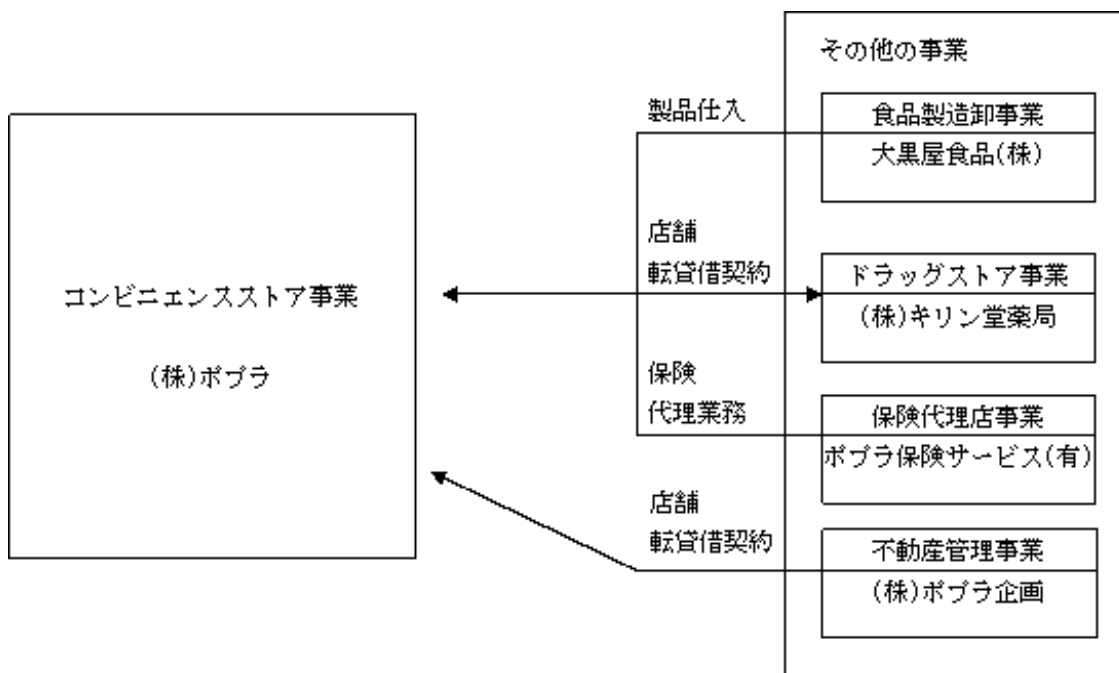 その他の事業
製品仕入
食品製造卸事業
大黒屋食品(株)
店舗
転貸借契約
ドラッグストア事業
(株)キリン堂薬局
コンビニエンスストア事業
(株)ポプラ
保険
代理業務
保険代理店事業
ポプラ保険サービス(有)
店舗
転貸借契約
不動産管理事業
(株)ポプラ企画